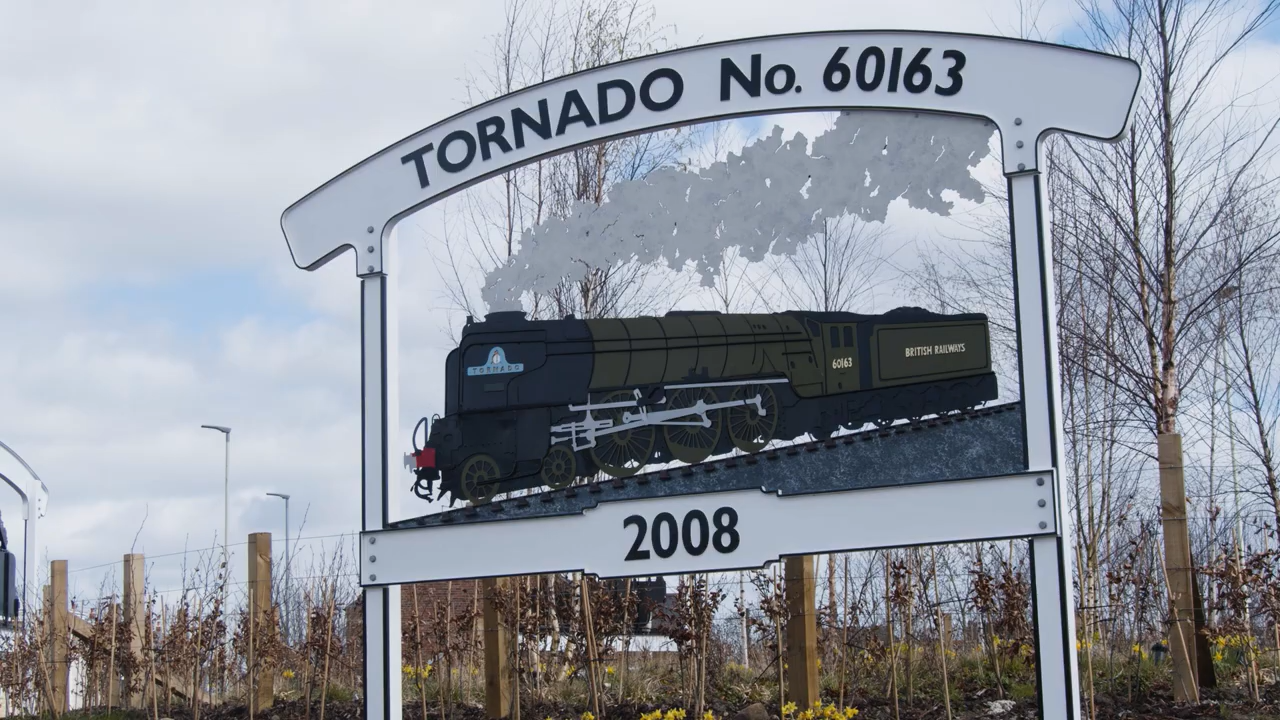 TORNADO No. 60163
TORNADO
60163
BRITISH RAILWAYS
2008